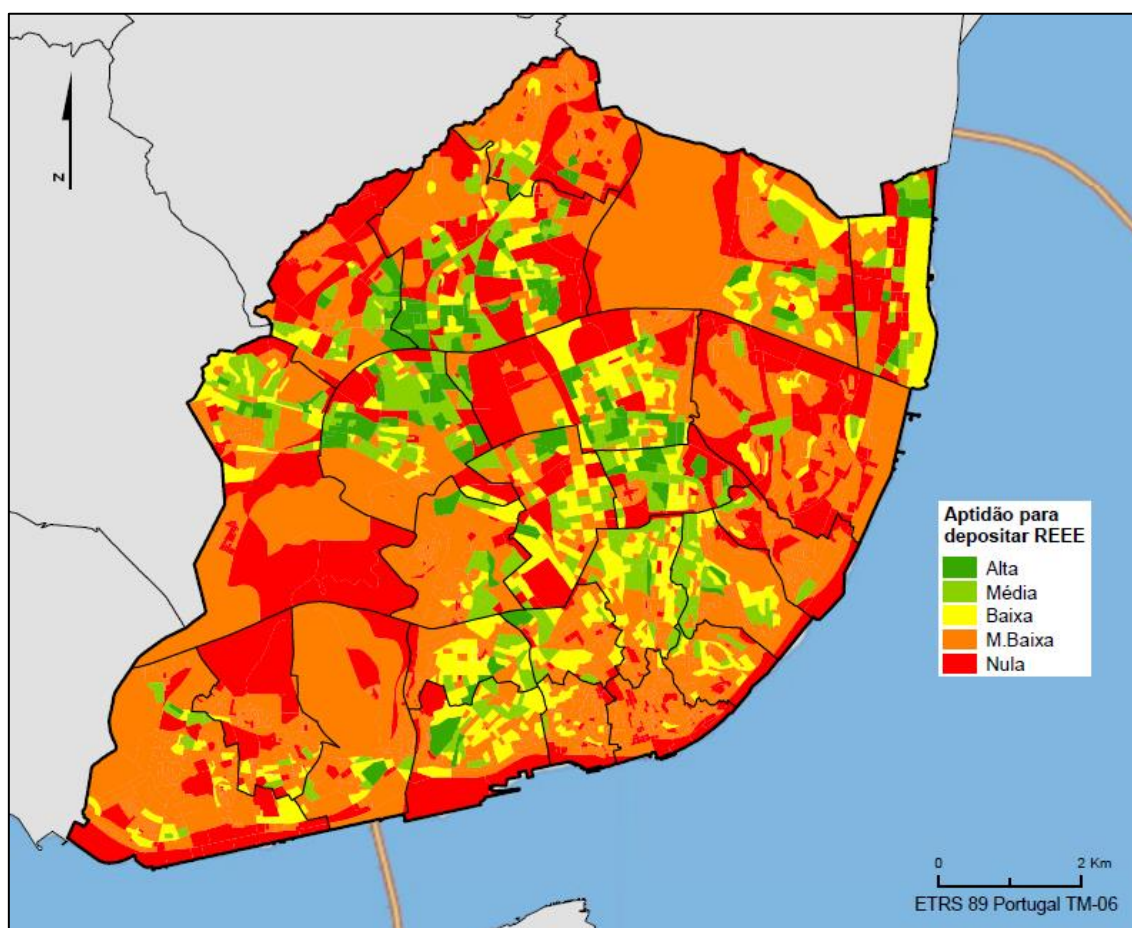 N
Aptidão para
depositar REEE
Alta
Média
Baixa
M.Baixa
Nula
0 2 Km
ETRS 89 Portugal TM-06